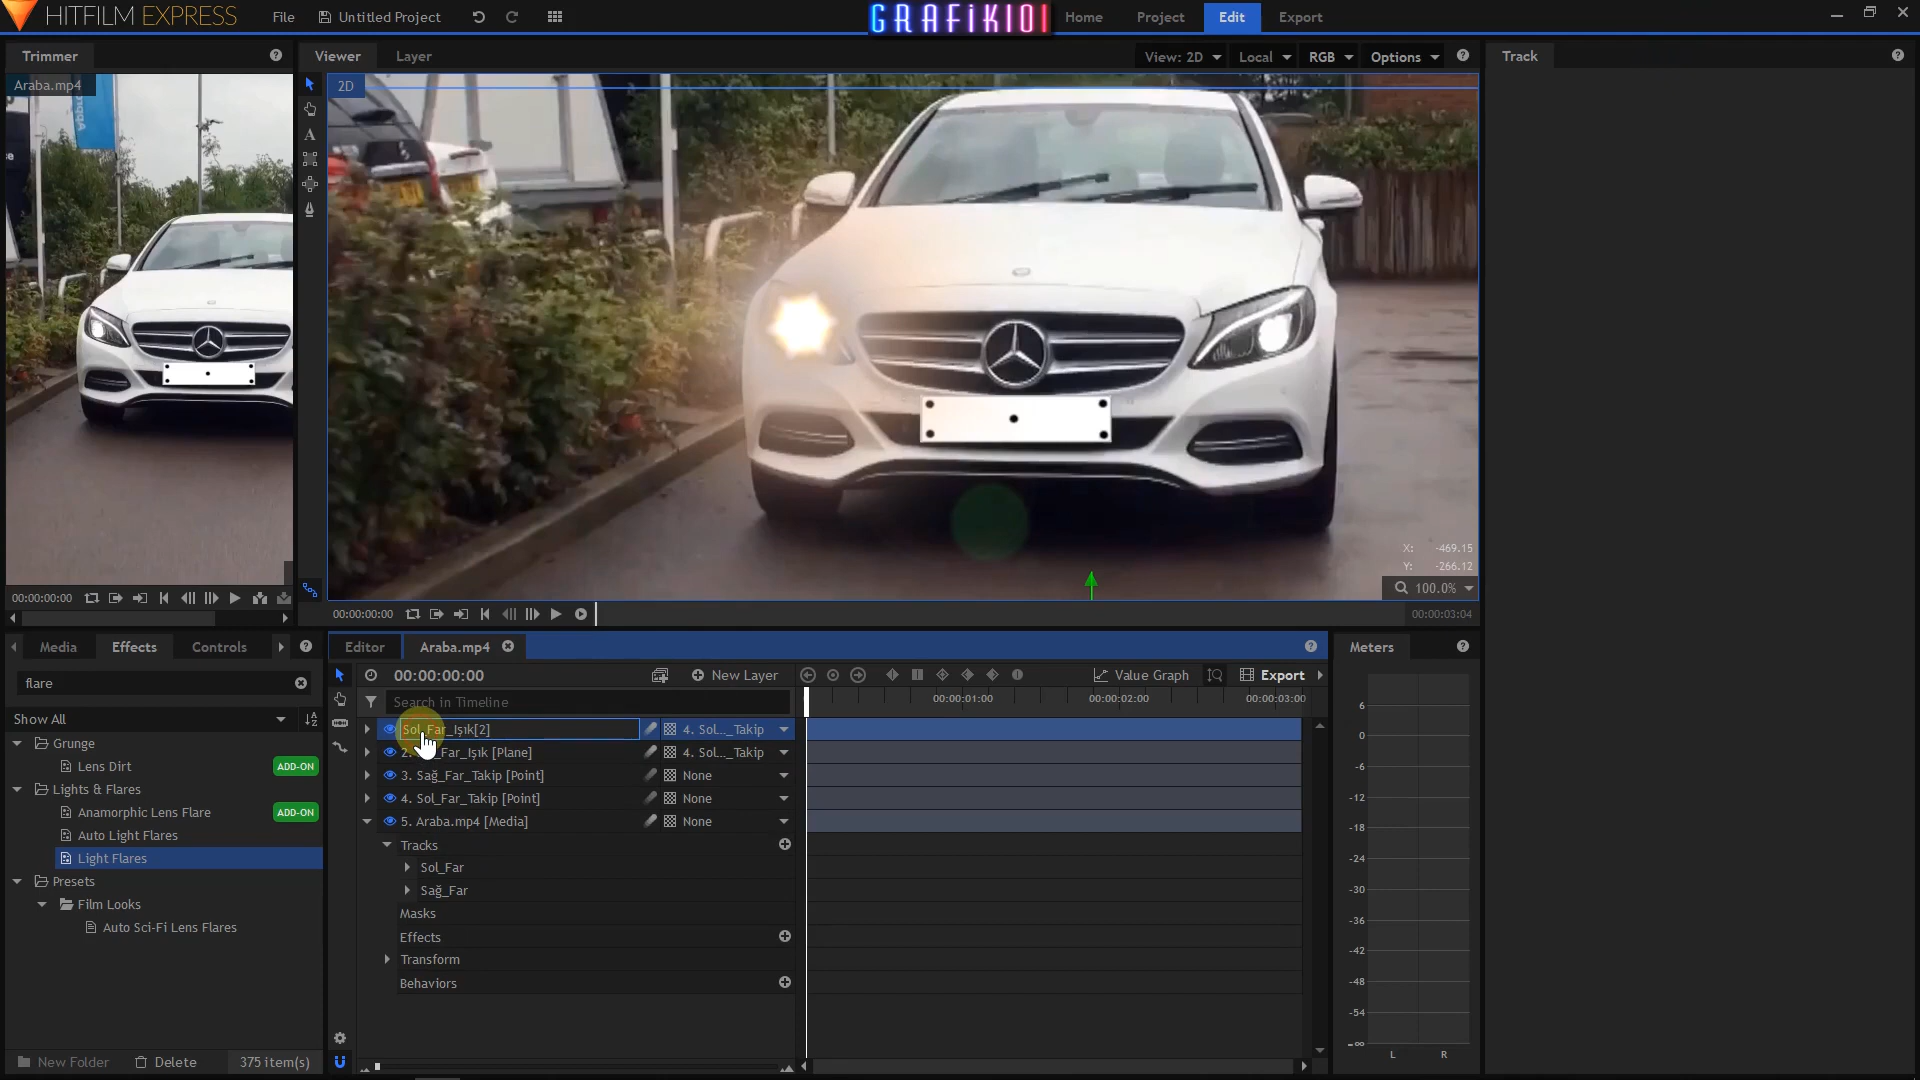 HITFILM EXPRESS
File
Untitled Project
GRAFiK101
Home
Project
Edit
Export
Trimmer
Araba.mp4
00:00:00:00
Viewer
Layer
View: 2D
Local
RGB
Options
2D
X: -469.15
Y: -266.12
100.0%
00:00:00:00
00:00:03:04
Track
Media
Effects
Controls
flare
Show All
Grunge
Lens Dirt
ADD-ON
Lights & Flares
Anamorphic Lens Flare
ADD-ON
Auto Light Flares
Light Flares
Presets
Film Looks
Auto Sci-Fi Lens Flares
New Folder
Delete
375 item(s)
Editor
Araba.mp4
00:00:00:00
New Layer
Value Graph
Export
Search in Timeline
00:00:01:00
00:00:02:00
00:00:03:00
Sol_Far_Işık[2]
4. Sol..._Takip
_Far_Işık [Plane]
4. Sol..._Takip
3. Sağ_Far_Takip [Point]
None
4. Sol_Far_Takip [Point]
None
5. Araba.mp4 [Media]
None
Tracks
Sol_Far
Sağ_Far
Masks
Effects
Transform
Behaviors
Meters
6
0
-6
-12
-18
-24
-30
-36
-42
-48
-54
-∞
L
R